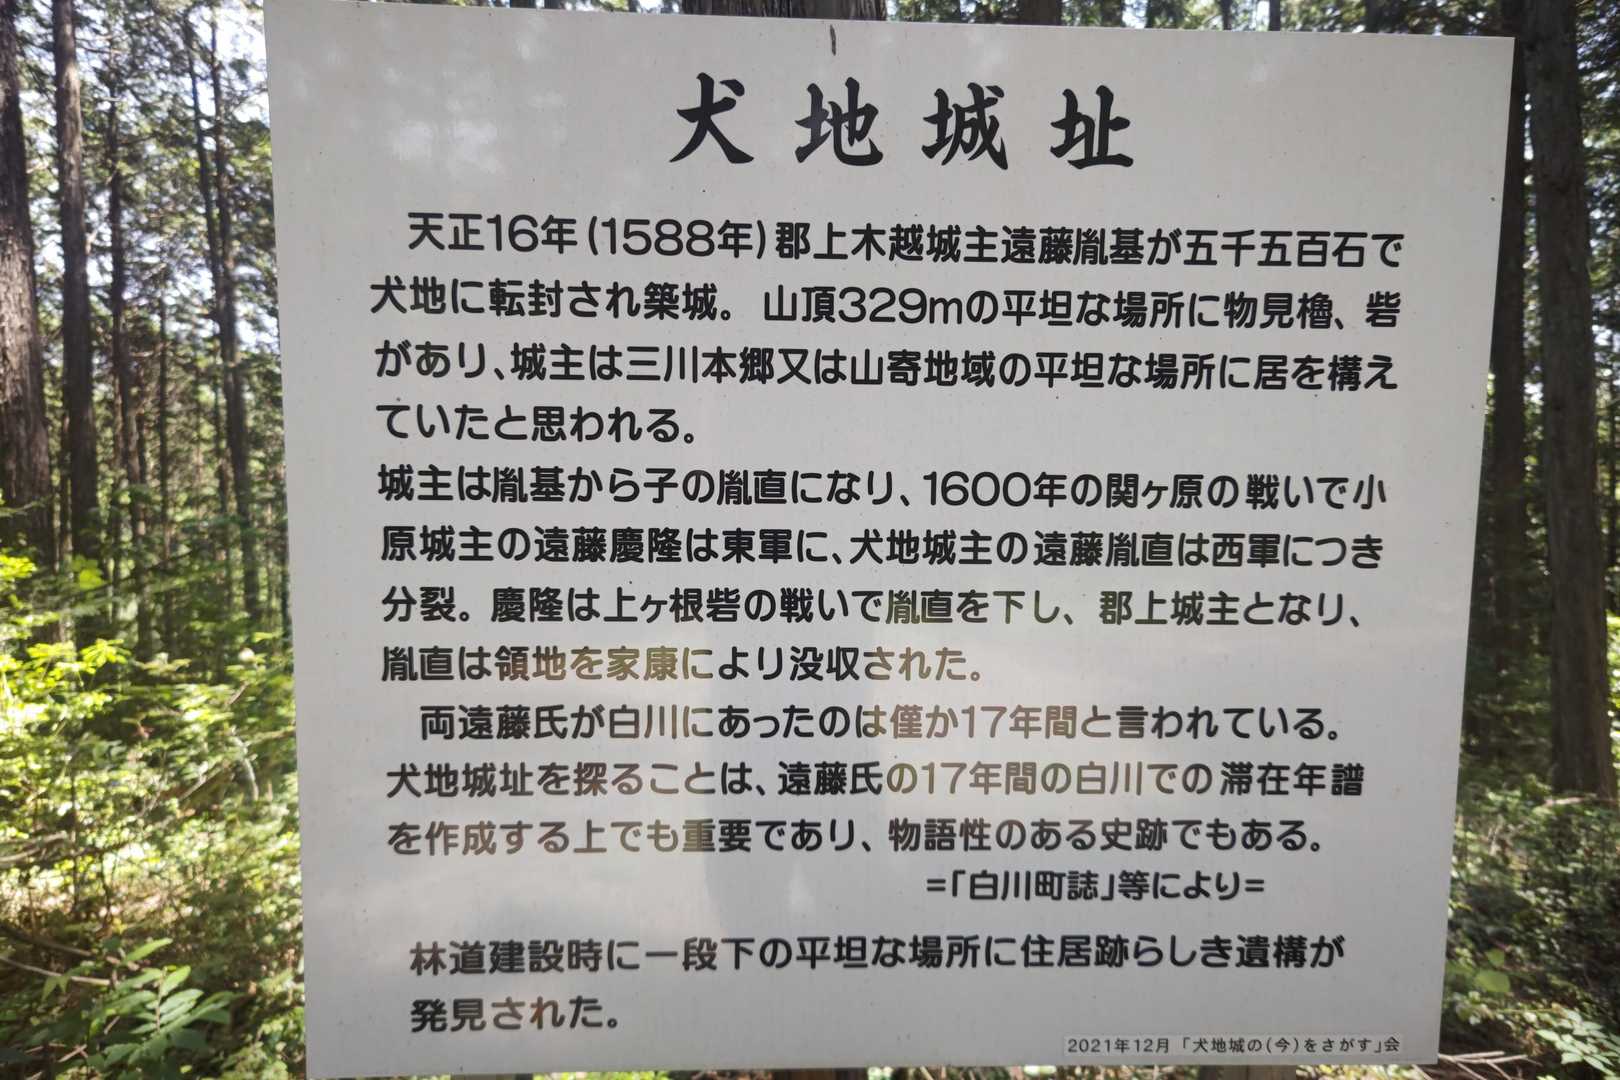 犬地城址
天正16年(1588年)郡上木越城主遠藤胤基が五千五百石で
犬地に転封され築城。山頂329mの平坦な場所に物見櫓、砦
があり、城主は三川本郷又は山寄地域の平坦な場所に居を構え
ていたと思われる。
城主は胤基から子の胤直になり、1600年の関ヶ原の戦いで小
原城主の遠藤慶隆は東軍に、犬地城主の遠藤胤直は西軍につき
分裂。慶隆は上ヶ根砦の戦いで胤直を下し、郡上城主となり、
胤直は領地を家康により没収された。
両遠藤氏が白川にあったのは僅か17年間と言われている。
犬地城址を探ることは、遠藤氏の17年間の白川での滞在年譜
を作成する上でも重要であり、物語性のある史跡でもある。
=「白川町誌」等により=
林道建設時に一段下の平坦な場所に住居跡らしき遺構が
発見された。
2021年12月「犬地城の(今)をさがす」会